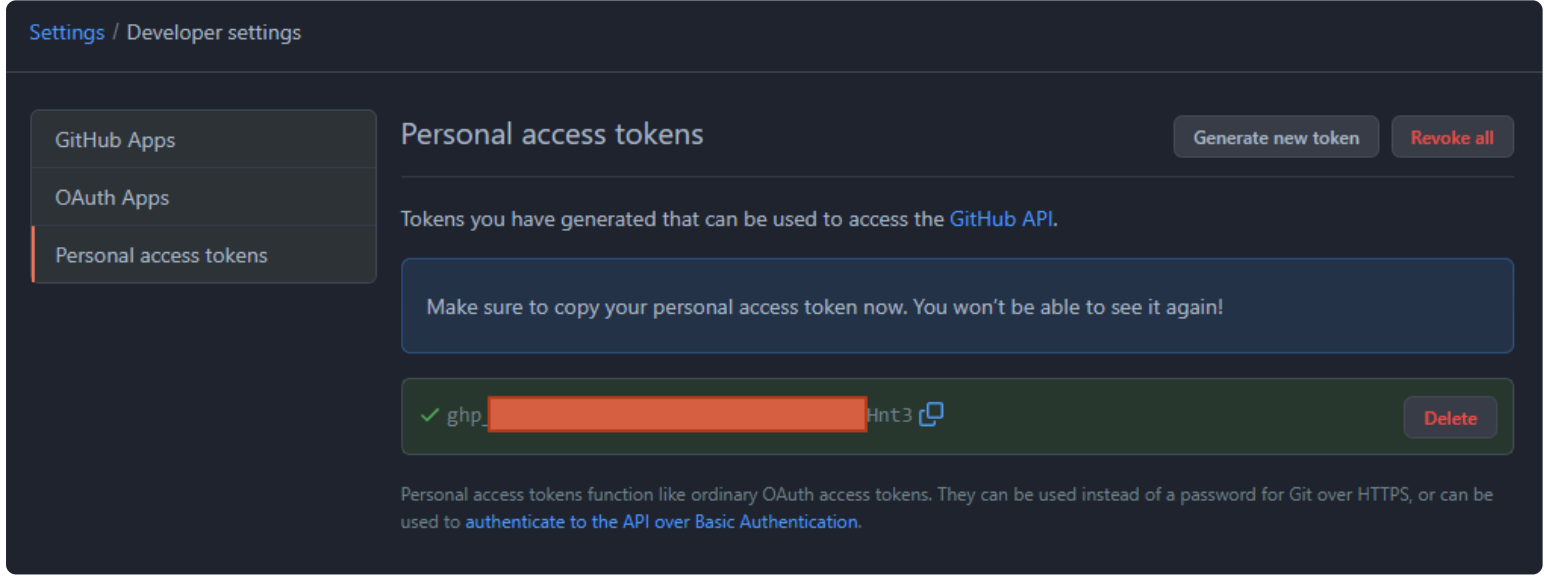 Settings / Developer settings
GitHub Apps
OAuth Apps
Personal access tokens
Personal access tokens
Generate new token
Revoke all
Tokens you have generated that can be used to access the GitHub API.
Make sure to copy your personal access token now. You won’t be able to see it again!
ghp_
Hnt3
Delete
Personal access tokens function like ordinary OAuth access tokens. They can be used instead of a password for Git over HTTPS, or can be
used to authenticate to the API over Basic Authentication.